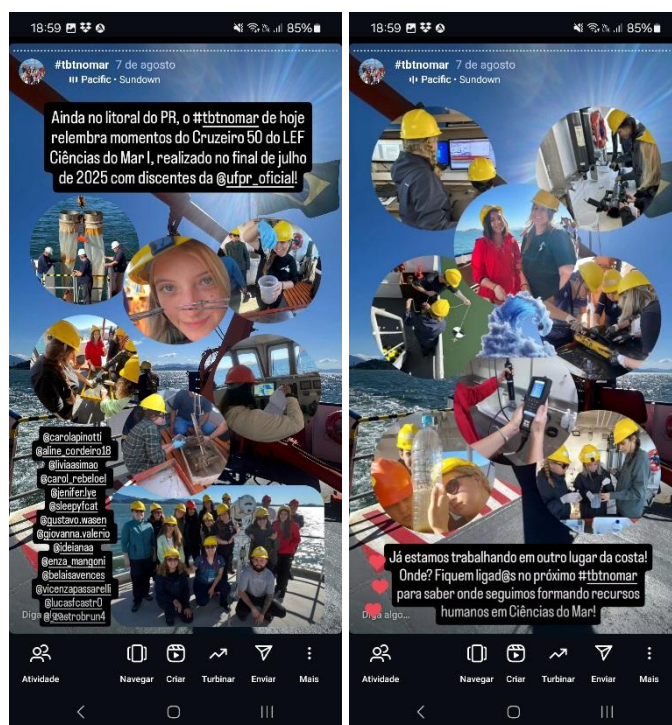 18:59
85%
#tbtnomar 7 de agosto
Pacific • Sundown
Ainda no litoral do PR, o #tbtnomar de hoje
relembra momentos do Cruzeiro 50 do LEF
Ciências do Mar I, realizado no final de julho
de 2025 com discentes da @ufpr_oficial!
@carolapinotti
@aline_cordeiro18
@liviaasimao
@carol_rebeloel
@jenifer.lye
@sleepyfcat
@gustavo.wasen
@giovanna.valerio
@ideianaa
@enza_mangoni
@belaisavences
@vicenzapassarelli
@lucasfcastr0
Diga algo...
Atividade
Navegar
Criar
Turbinar
Enviar
Mais
18:59
85%
#tbtnomar 7 de agosto
Pacific • Sundown
Já estamos trabalhando em outro lugar da costa!
Onde? Fiquem ligad@s no próximo #tbtnomar
para saber onde seguimos formando recursos
humanos em Ciências do Mar!
Diga algo...
Atividade
Navegar
Criar
Turbinar
Enviar
Mais